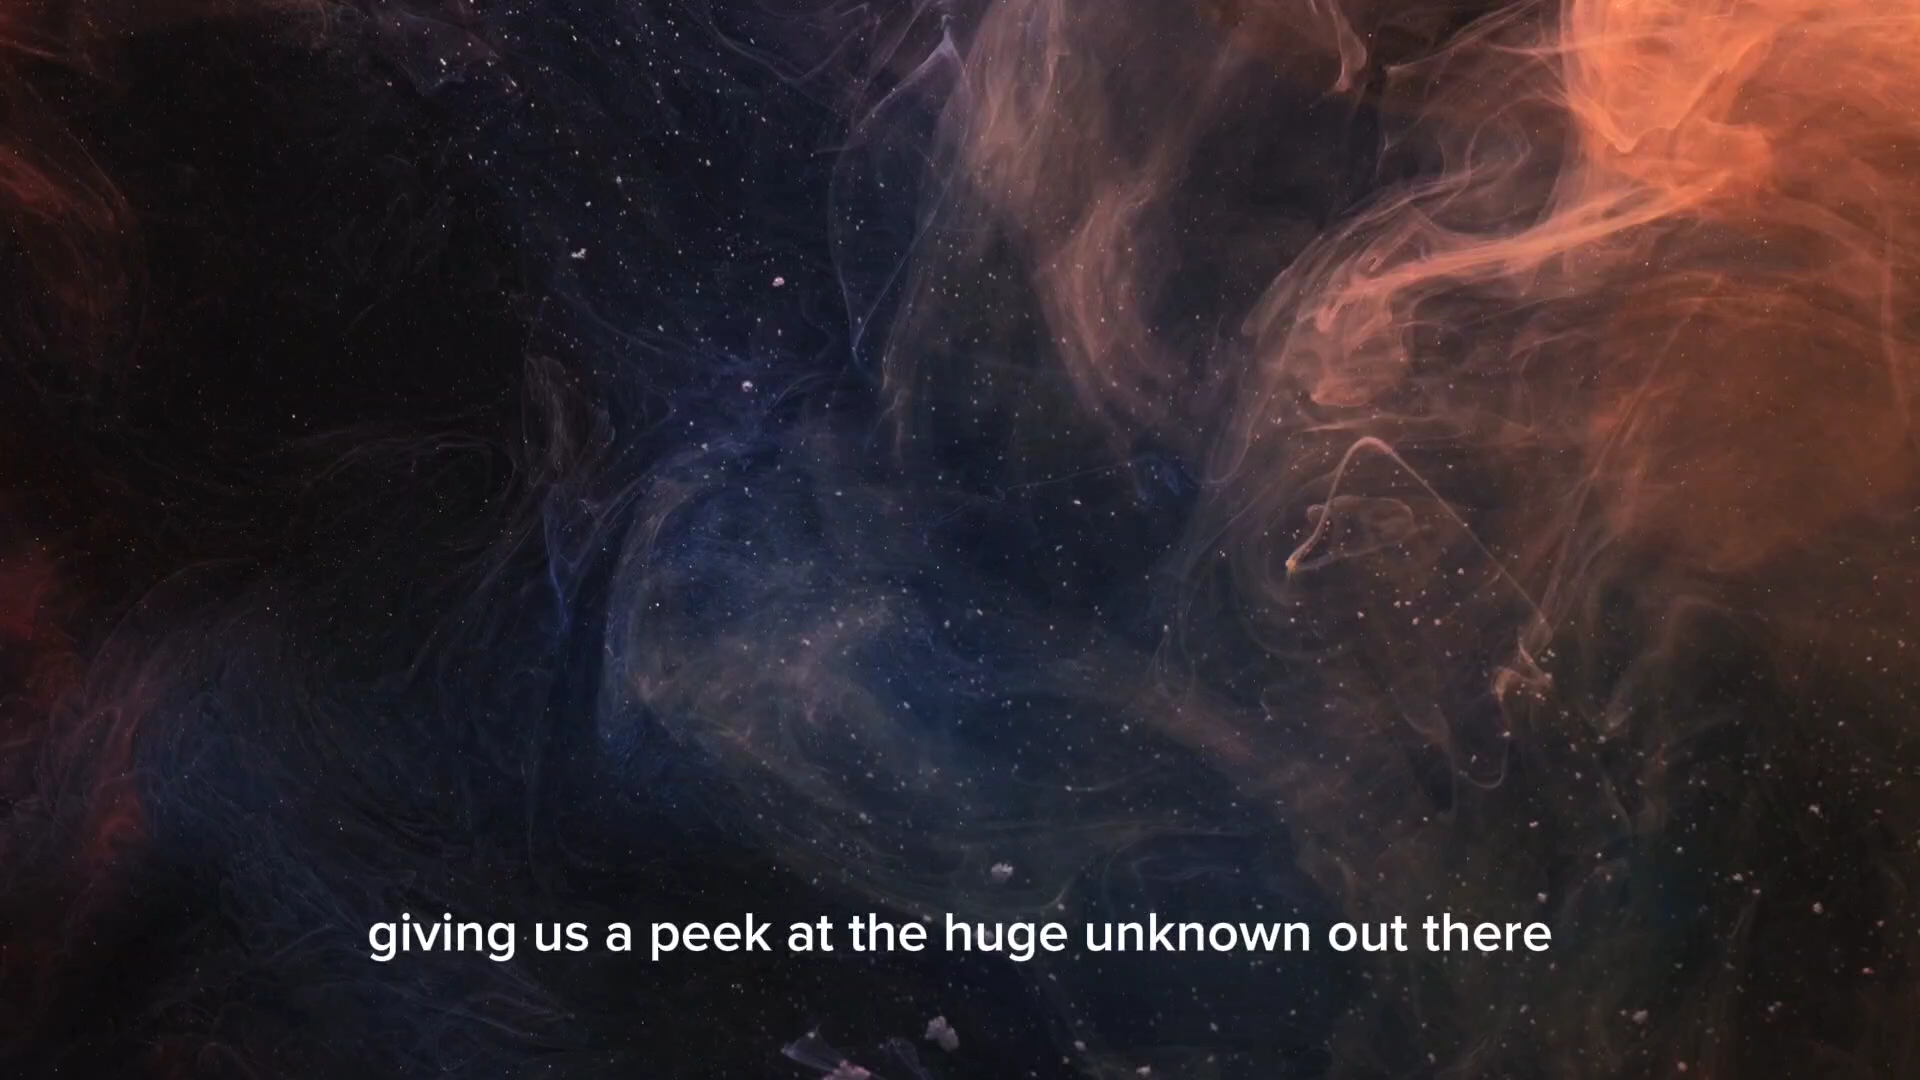 giving us a peek at the huge unknown out there